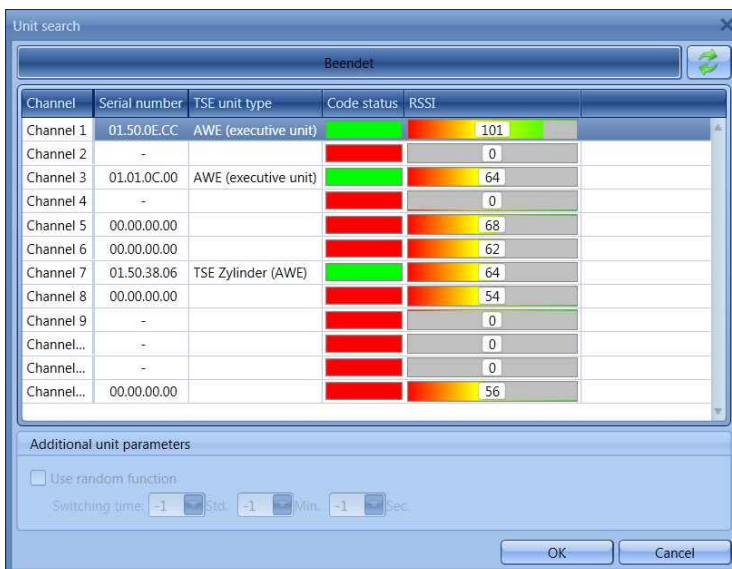 Unit search
Beendet
Channel Serial number TSE unit type Code status RSSI
Channel 1 01.50.0E.CC AWE (executive unit) 101
Channel 2 - 0
Channel 3 01.01.0C.00 AWE (executive unit) 64
Channel 4 - 0
Channel 5 00.00.00.00 68
Channel 6 00.00.00.00 62
Channel 7 01.50.38.06 TSE Zylinder (AWE) 64
Channel 8 00.00.00.00 54
Channel 9 - 0
Channel... - 0
Channel... - 0
Channel... 00.00.00.00 56
Additional unit parameters
Use random function
Switching time: -1 Std. -1 Min. -1 Sec.
OK Cancel